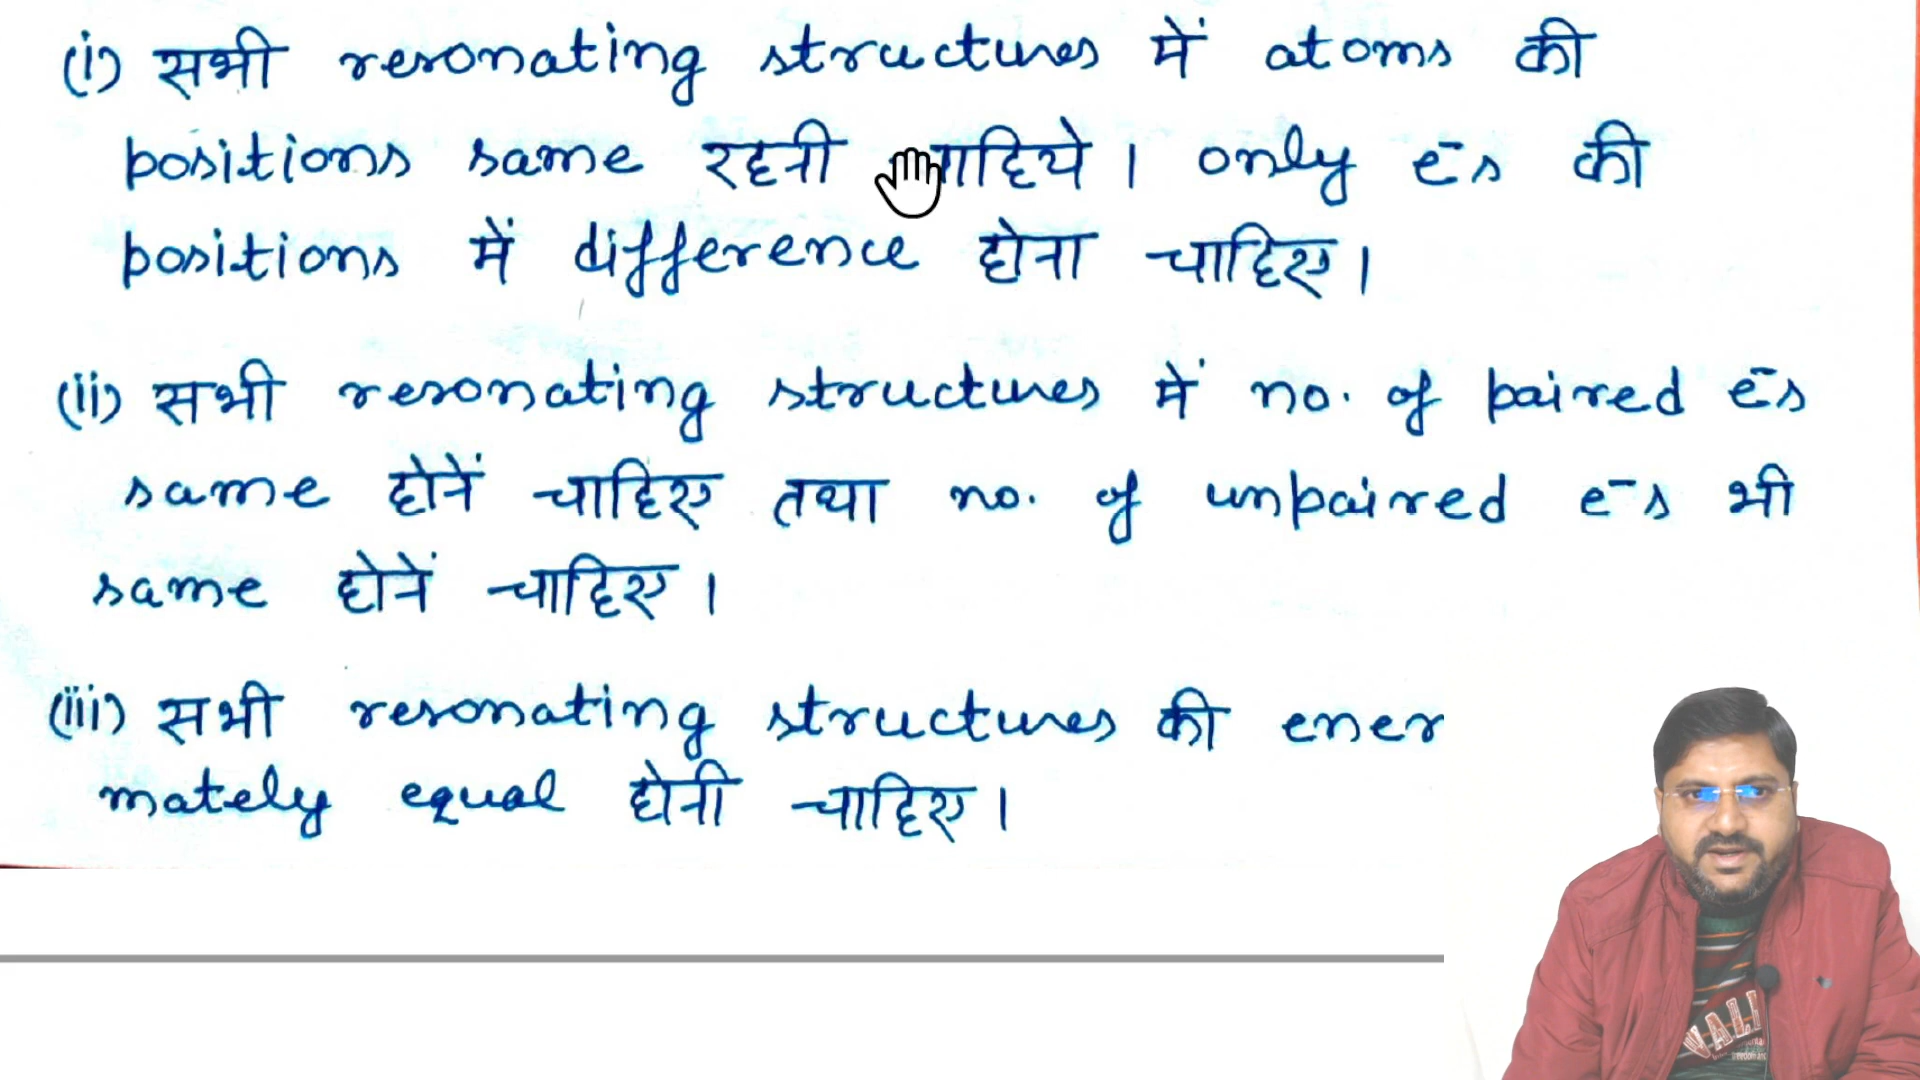 (i) सभी resonating structures में atoms की
positions same रहनी चाहिये। only e⁻s की
positions में difference होना चाहिए।
(ii) सभी resonating structures में no. of paired e⁻s
same होनें चाहिए तथा no. of unpaired e⁻s भी
same होनें चाहिए।
(iii) सभी resonating structures की ener
mately equal होनी चाहिए।